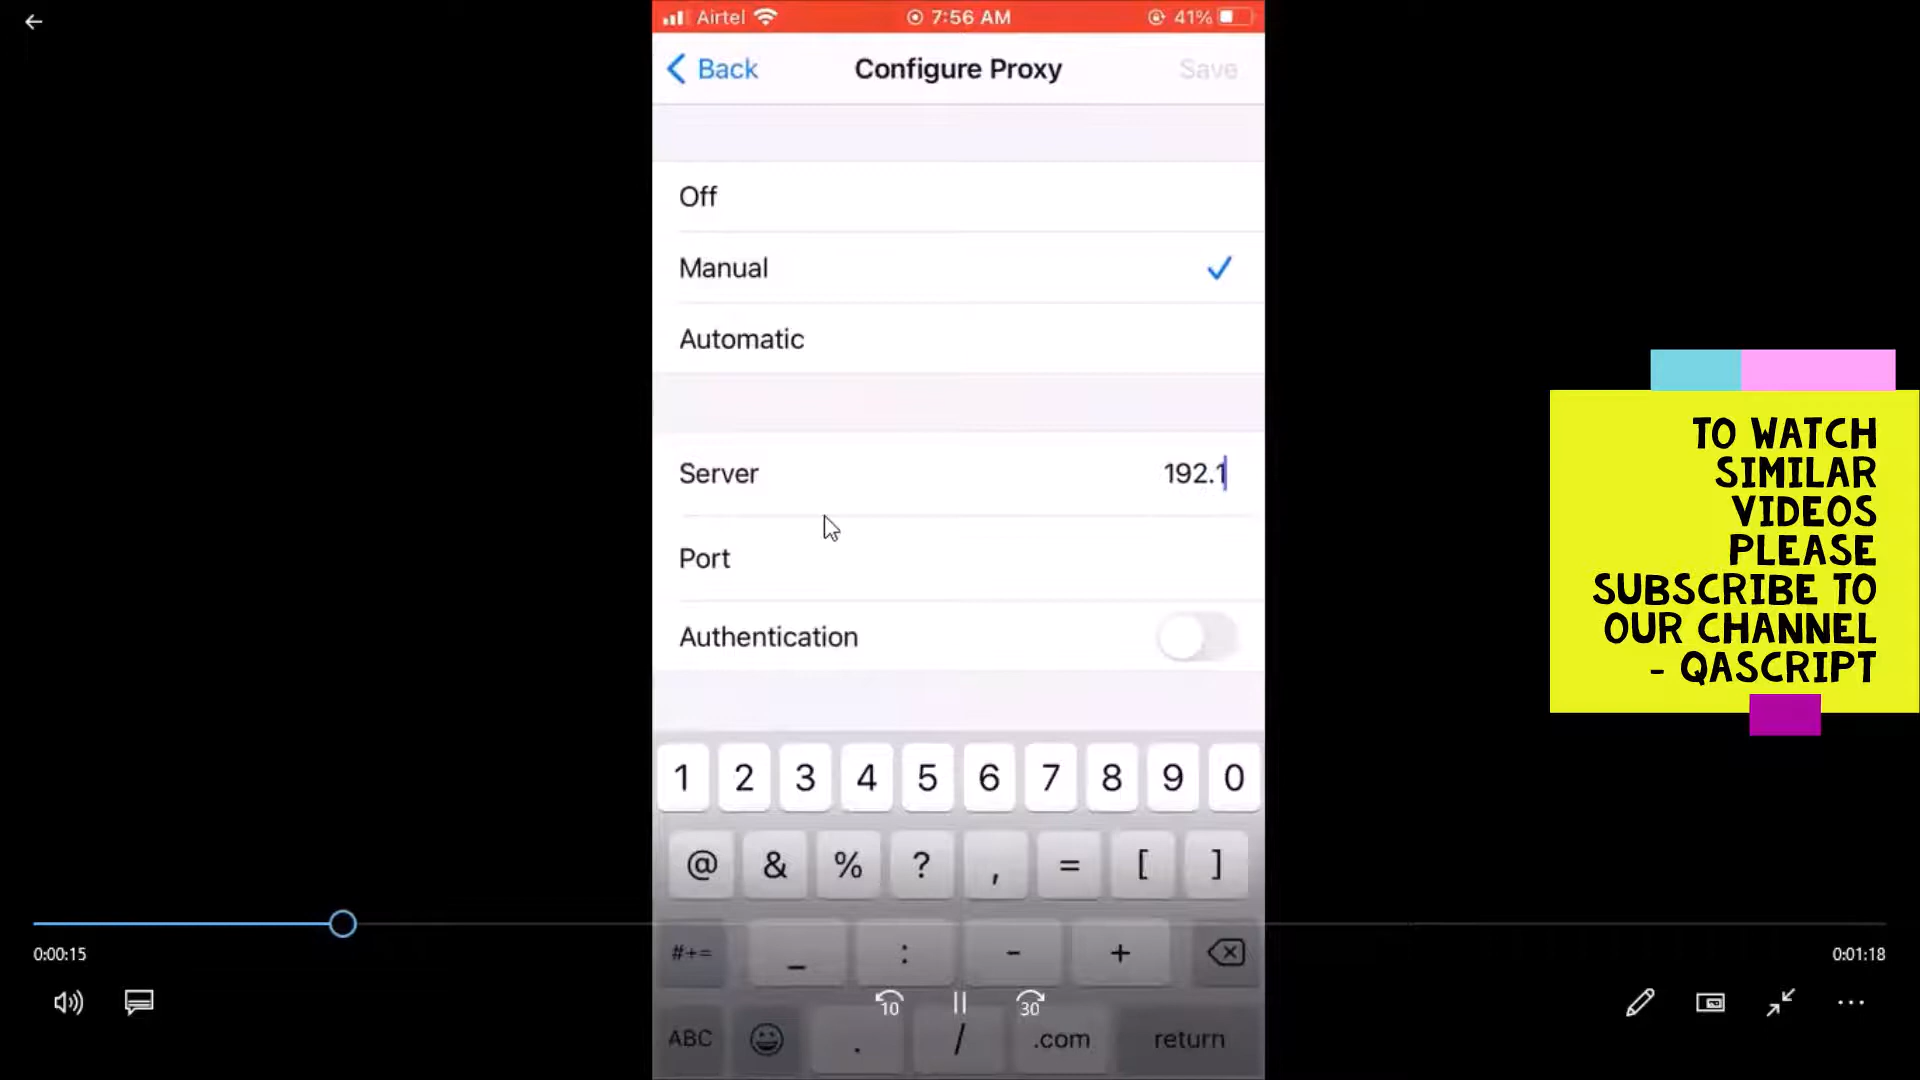 Airtel 7:56 AM 41%
Back Configure Proxy Save
Off
Manual
Automatic
Server 192.1
Port
Authentication
1 2 3 4 5 6 7 8 9 0
@ & % ? , = [ ]
#+= _ : - +
ABC . / .com return
TO WATCH
SIMILAR
VIDEOS
PLEASE
SUBSCRIBE TO
OUR CHANNEL
- QASCRIPT
0:00:15 0:01:18
10 30